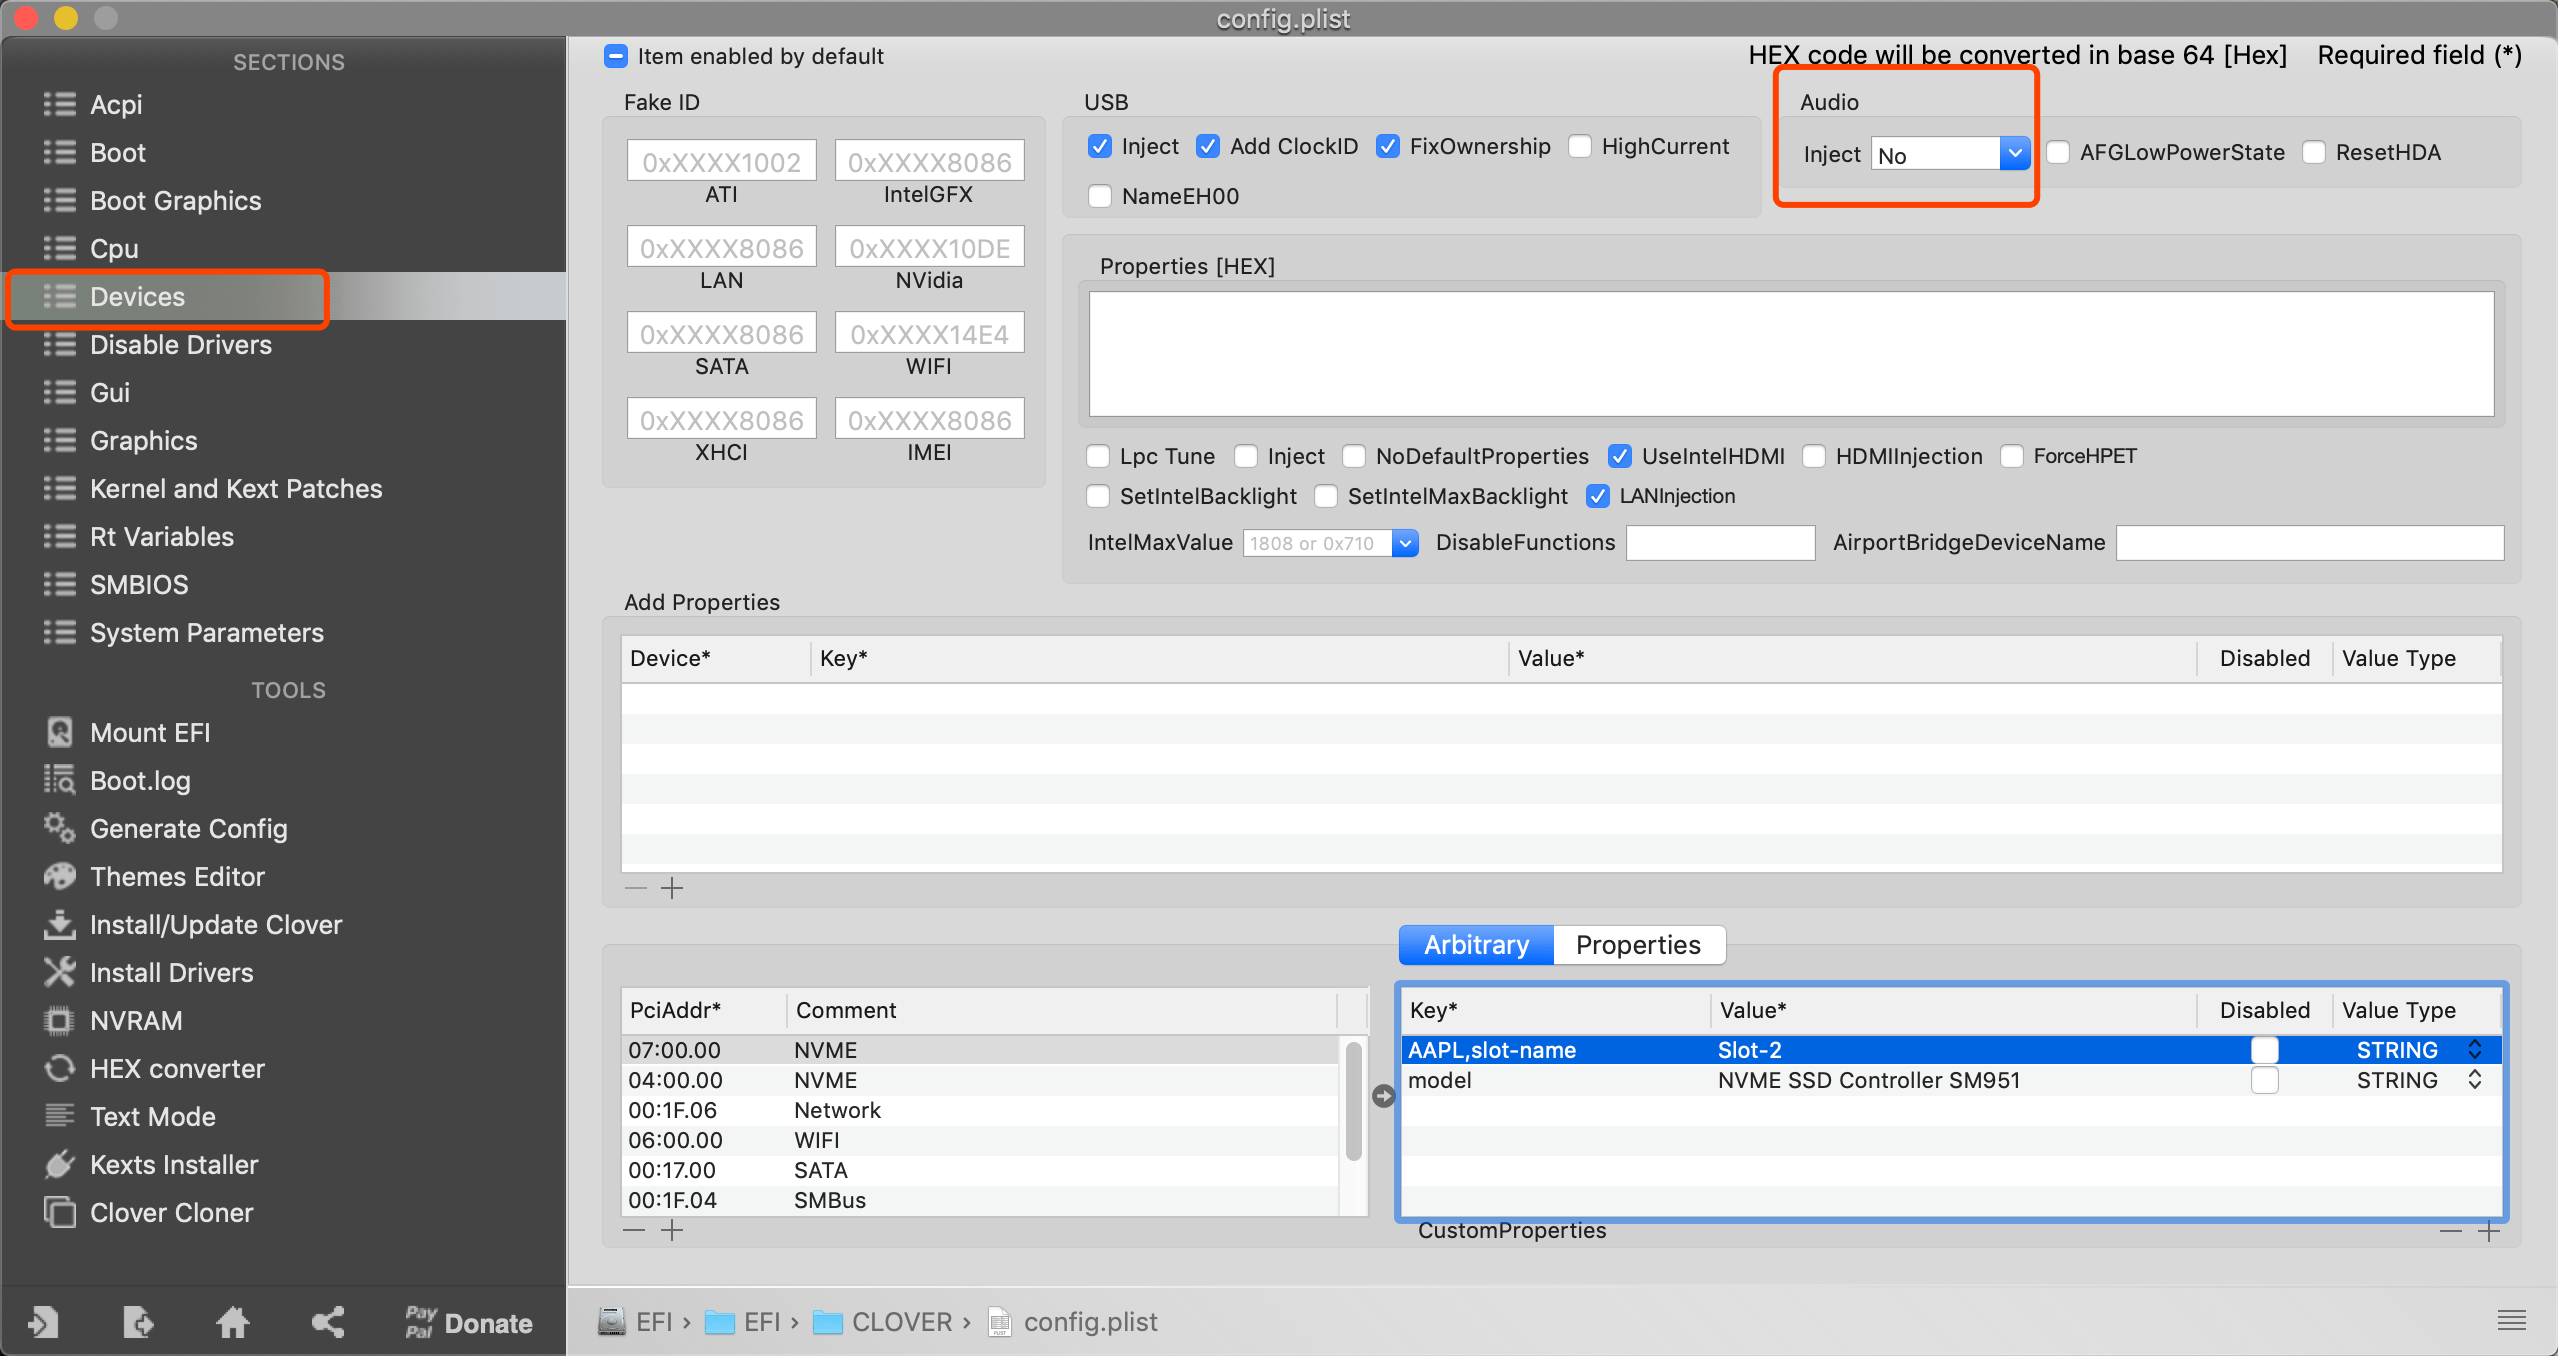 config.plist
SECTIONS
Acpi
Boot
Boot Graphics
Cpu
Devices
Disable Drivers
Gui
Graphics
Kernel and Kext Patches
Rt Variables
SMBIOS
System Parameters
TOOLS
Mount EFI
Boot.log
Generate Config
Themes Editor
Install/Update Clover
Install Drivers
NVRAM
HEX converter
Text Mode
Kexts Installer
Clover Cloner
Pay
Pal Donate
Item enabled by default
HEX code will be converted in base 64 [Hex] Required field (*)
Fake ID
0xXXXX1002 0xXXXX8086
ATI IntelGFX
0xXXXX8086 0xXXXX10DE
LAN NVidia
0xXXXX8086 0xXXXX14E4
SATA WIFI
0xXXXX8086 0xXXXX8086
XHCI IMEI
USB
Inject Add ClockID FixOwnership HighCurrent
NameEH00
Audio
Inject No AFGLowPowerState ResetHDA
Properties [HEX]
Lpc Tune Inject NoDefaultProperties UseIntelHDMI HDMIInjection ForceHPET
SetIntelBacklight SetIntelMaxBacklight LANInjection
IntelMaxValue 1808 or 0x710 DisableFunctions AirportBridgeDeviceName
Add Properties
Device* Key* Value* Disabled Value Type
Arbitrary Properties
PciAddr* Comment
07:00.00 NVME
04:00.00 NVME
00:1F.06 Network
06:00.00 WIFI
00:17.00 SATA
00:1F.04 SMBus
Key* Value* Disabled Value Type
AAPL,slot-name Slot-2 STRING
model NVME SSD Controller SM951 STRING
CustomProperties
EFI › EFI › CLOVER › config.plist